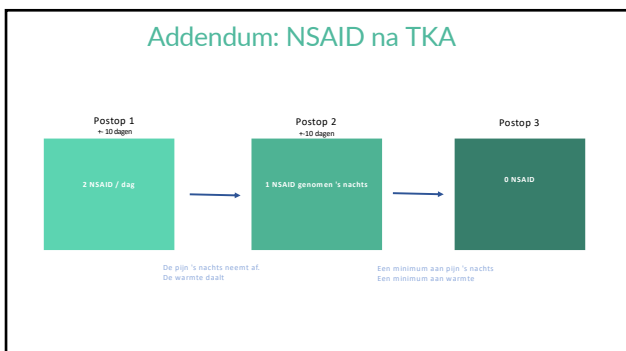 Addendum: NSAID na TKA
Postop 1
+- 10 dagen
2 NSAID / dag
Postop 2
+-10 dagen
1 NSAID genomen 's nachts
Postop 3
0 NSAID
De pijn 's nachts neemt af.
De warmte daalt
Een minimum aan pijn 's nachts
Een minimum aan warmte